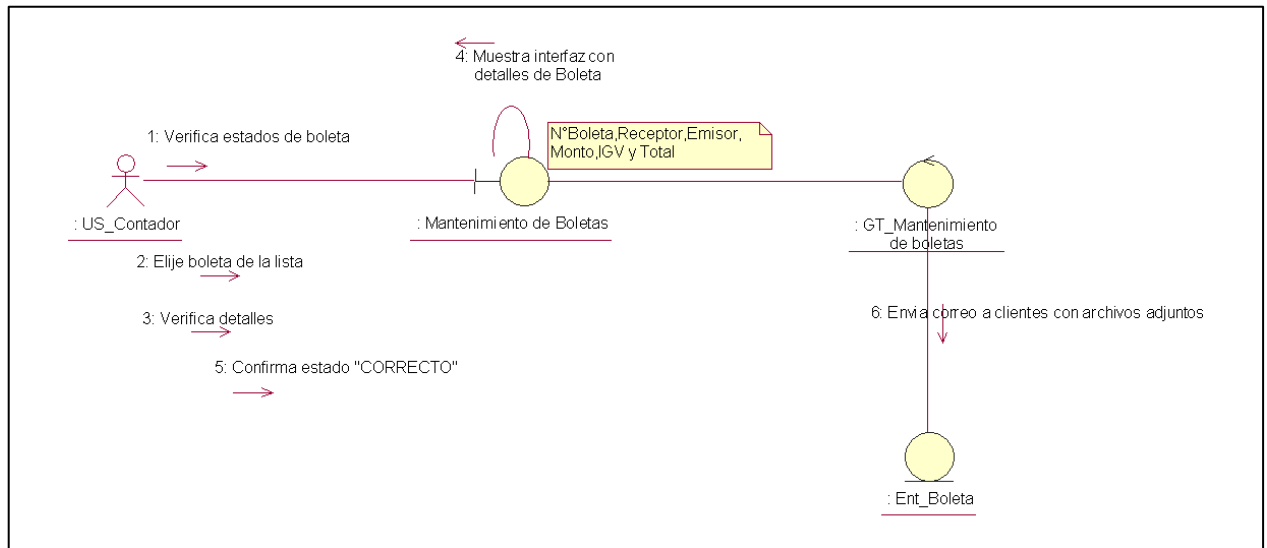 4: Muestra interfaz con
detalles de Boleta
1: Verifica estados de boleta
N°Boleta,Receptor,Emisor,
Monto,IGV y Total
: US_Contador
: Mantenimiento de Boletas
: GT_Mantenimiento
de boletas
2: Elije boleta de la lista
3: Verifica detalles
6: Envia correo a clientes con archivos adjuntos
5: Confirma estado "CORRECTO"
: Ent_Boleta